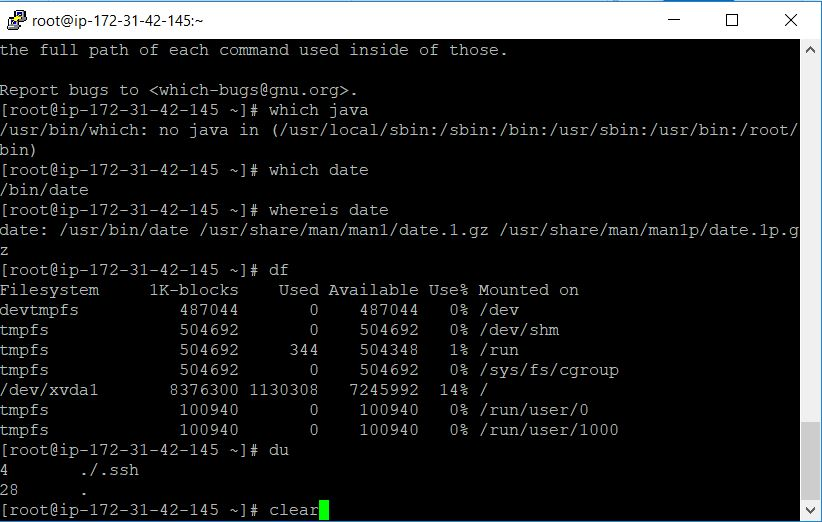 root@ip-172-31-42-145:~
the full path of each command used inside of those.
Report bugs to <which-bugs@gnu.org>.
[root@ip-172-31-42-145 ~]# which java
/usr/bin/which: no java in (/usr/local/sbin:/sbin:/bin:/usr/sbin:/usr/bin:/root/
bin)
[root@ip-172-31-42-145 ~]# which date
/bin/date
[root@ip-172-31-42-145 ~]# whereis date
date: /usr/bin/date /usr/share/man/man1/date.1.gz /usr/share/man/man1p/date.1p.g
z
[root@ip-172-31-42-145 ~]# df
Filesystem     1K-blocks    Used Available Use% Mounted on
devtmpfs          487044       0    487044   0% /dev
tmpfs             504692       0    504692   0% /dev/shm
tmpfs             504692     344    504348   1% /run
tmpfs             504692       0    504692   0% /sys/fs/cgroup
/dev/xvda1       8376300 1130308   7245992  14% /
tmpfs             100940       0    100940   0% /run/user/0
tmpfs             100940       0    100940   0% /run/user/1000
[root@ip-172-31-42-145 ~]# du
4       ./.ssh
28      .
[root@ip-172-31-42-145 ~]# clear